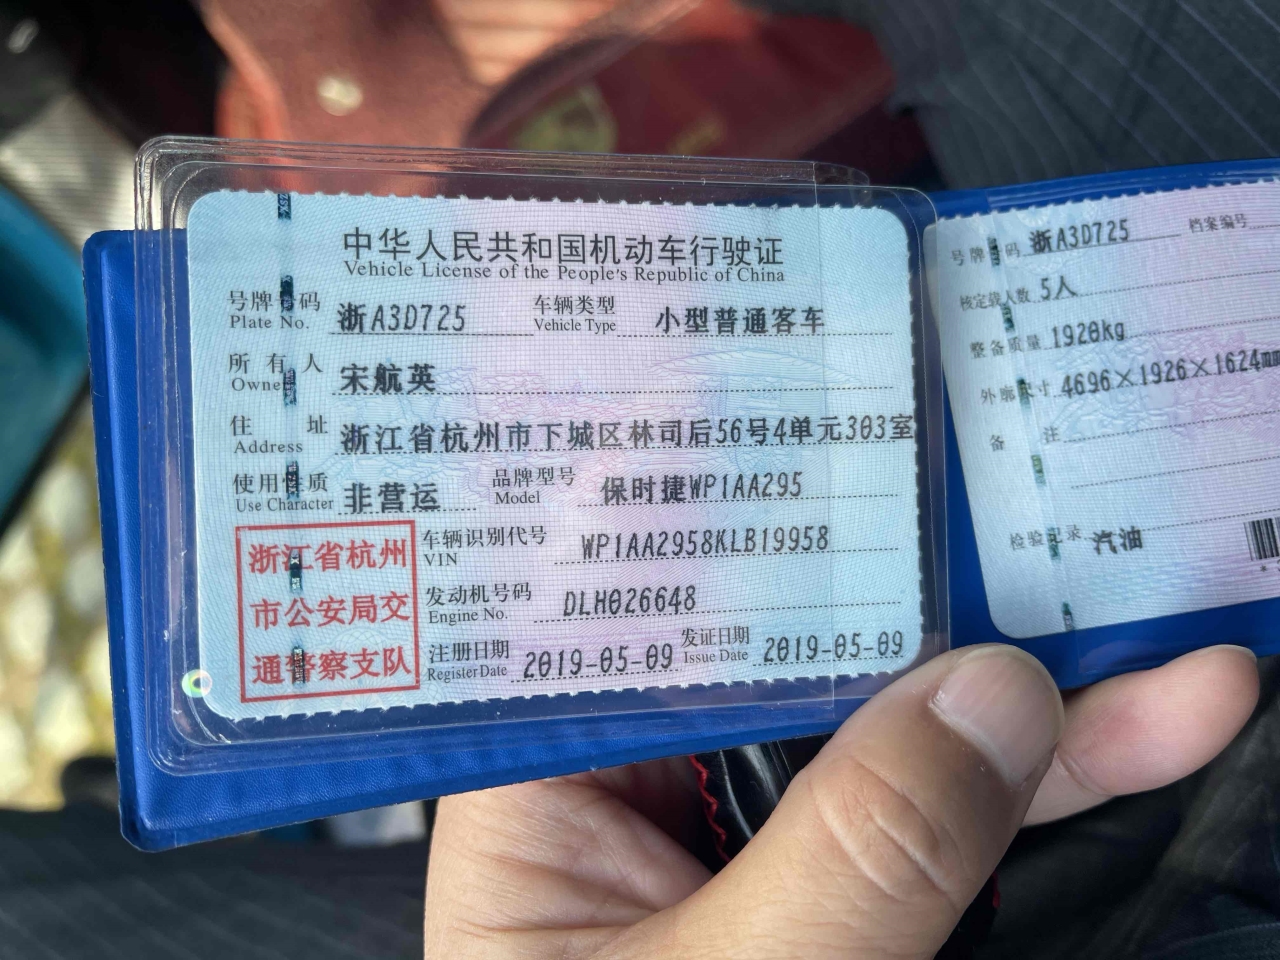 中华人民共和国机动车行驶证
Vehicle License of the People's Republic of China
号牌号码 浙A3D725 车辆类型 小型普通客车
Plate No. Vehicle Type
所有人 宋航英
Owner
住址 浙江省杭州市下城区林司后56号4单元303室
Address
使用性质 非营运 品牌型号 保时捷WP1AA295
Use Character Model
浙江省杭州
市公安局交
通警察支队
车辆识别代号 WP1AA2958KLB19958
VIN
发动机号码 DLH026648
Engine No.
注册日期 2019-05-09 发证日期 2019-05-09
Register Date Issue Date
号牌号码 浙A3D725 档案编号
核定载人数 5人
整备质量 1920kg
外廓尺寸 4696×1926×1624mm
备注
检验记录 汽油